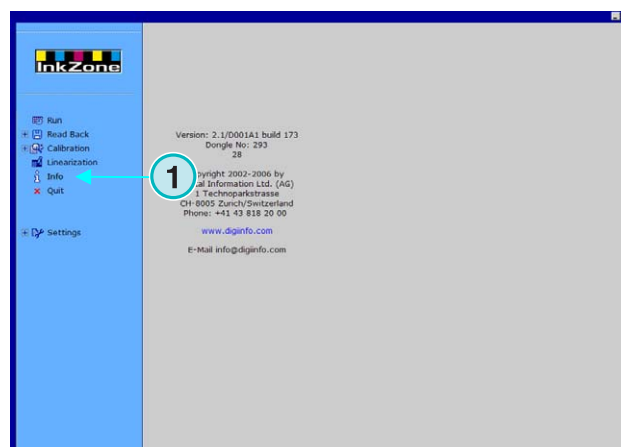 InkZone
Run
Read Back
Calibration
Linearization
Info
Quit
Settings
1
Version: 2.1/D001A1 build 173
Dongle No: 293
28
pyright 2002-2006 by
al Information Ltd. (AG)
1 Technoparkstrasse
CH-8005 Zurich/Switzerland
Phone: +41 43 818 20 00
www.digiinfo.com
E-Mail info@digiinfo.com